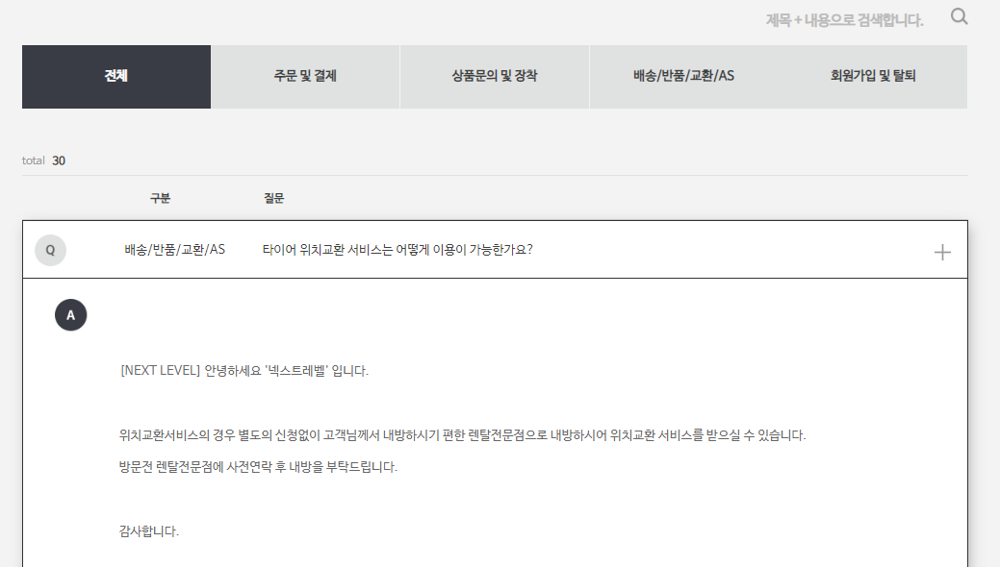 제목 + 내용으로 검색합니다.
전체
주문 및 결제
상품문의 및 장착
배송/반품/교환/AS
회원가입 및 탈퇴
total 30
구분 질문
Q 배송/반품/교환/AS 타이어 위치교환 서비스는 어떻게 이용이 가능한가요?
A
[NEXT LEVEL] 안녕하세요 '넥스트레벨' 입니다.
위치교환서비스의 경우 별도의 신청없이 고객님께서 내방하시기 편한 렌탈전문점으로 내방하시어 위치교환 서비스를 받으실 수 있습니다.
방문전 렌탈전문점에 사전연락 후 내방을 부탁드립니다.
감사합니다.